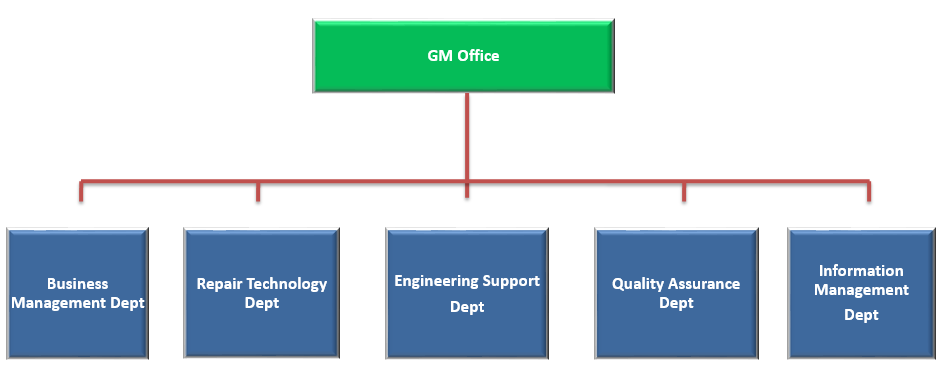 GM Office
Business
Management Dept
Repair Technology
Dept
Engineering Support
Dept
Quality Assurance
Dept
Information
Management
Dept